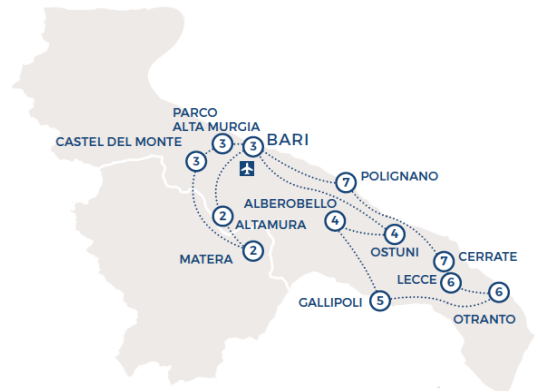 PARCO
ALTA MURGIA
3
3
BARI
CASTEL DEL MONTE
3
7
POLIGNANO
ALBEROBELLO
2
4
ALTAMURA
4
OSTUNI
MATERA
2
7
CERRATE
LECCE
6
6
GALLIPOLI
5
OTRANTO